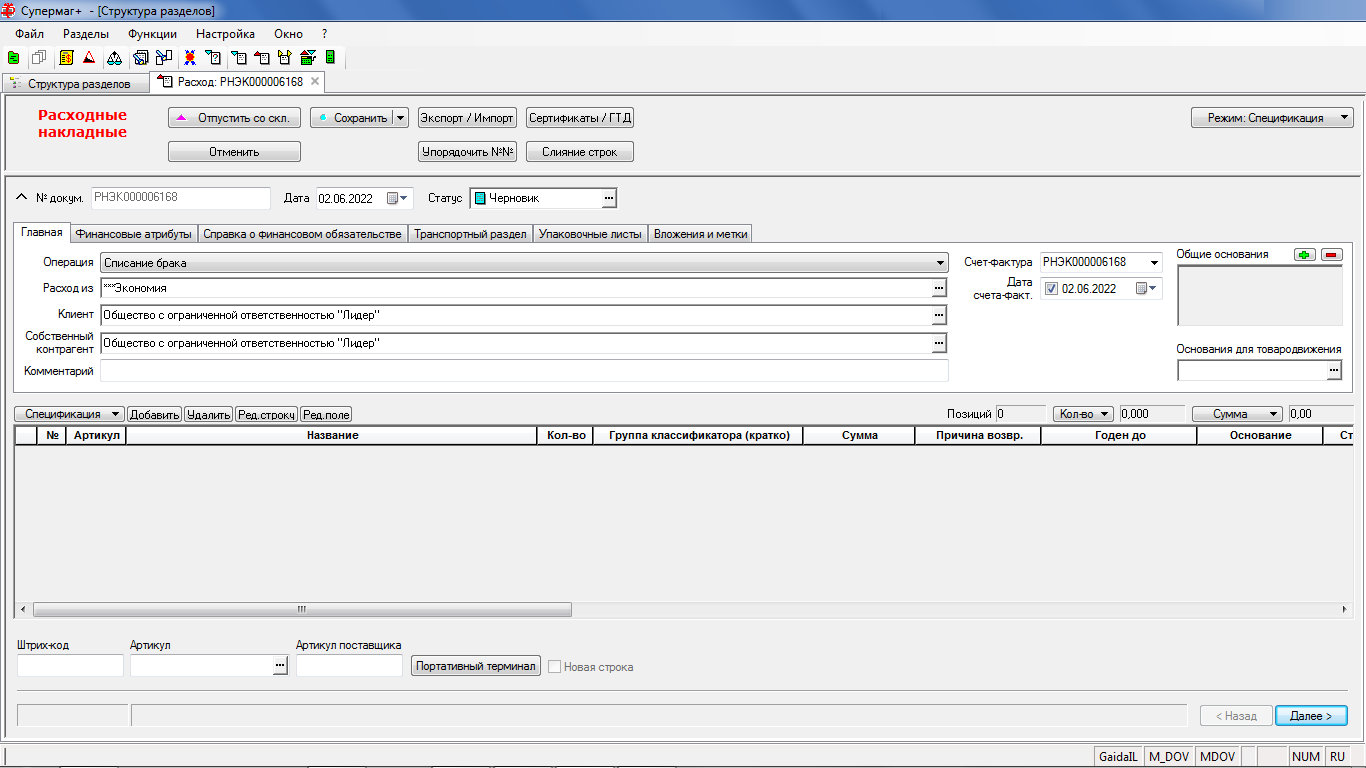 Супермаг+ - [Структура разделов]
Файл Разделы Функции Настройка Окно ?
Структура разделов Расход: РНЭК000006168
Расходные накладные
Отпустить со скл. Сохранить Экспорт / Импорт Сертификаты / ГТД Режим: Спецификация
Отменить Упорядочить №№ Слияние строк
№ докум. РНЭК000006168 Дата 02.06.2022 Статус Черновик ...
Главная Финансовые атрибуты Справка о финансовом обязательстве Транспортный раздел Упаковочные листы Вложения и метки
Операция Списание брака Счет-фактура РНЭК000006168 Общие основания
Расход из ***Экономия ... Дата счета-факт. 02.06.2022
Клиент Общество с ограниченной ответственностью "Лидер" ...
Собственный контрагент Общество с ограниченной ответственностью "Лидер" ... Основания для товародвижения
Комментарий ...
Спецификация Добавить Удалить Ред.строку Ред.поле Позиций 0 Кол-во 0,000 Сумма 0,00
№ Артикул Название Кол-во Группа классификатора (кратко) Сумма Причина возвр. Годен до Основание Ст
Штрих-код Артикул Артикул поставщика
... Портативный терминал Новая строка
< Назад Далее >
GaidaIL M_DOV MDOV NUM RU